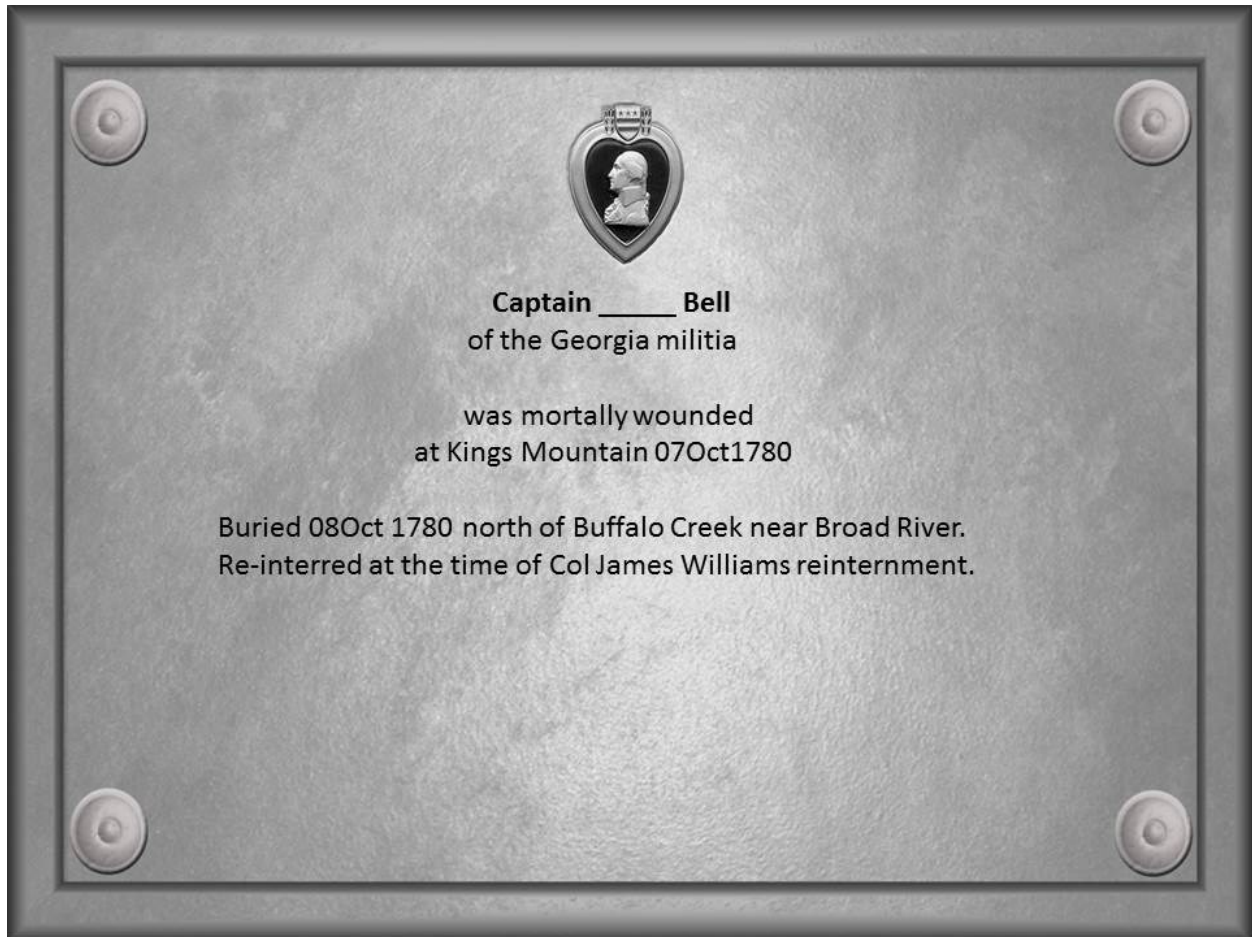 Captain _____ Bell
of the Georgia militia
was mortally wounded
at Kings Mountain 07Oct1780
Buried 08Oct 1780 north of Buffalo Creek near Broad River.
Re-interred at the time of Col James Williams reinternment.